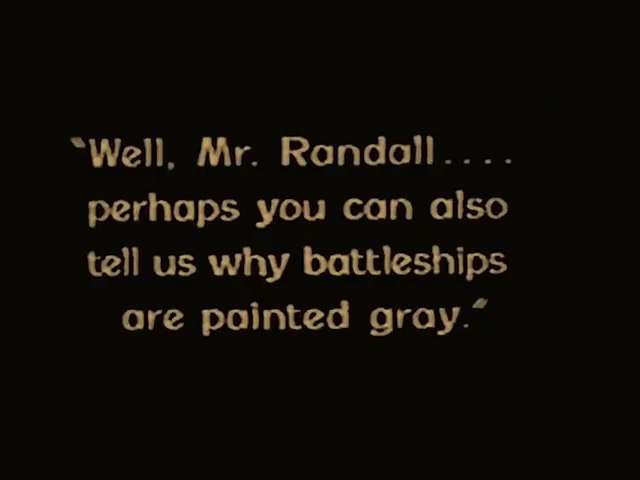 "Well, Mr. Randall....
perhaps you can also
tell us why battleships
are painted gray."